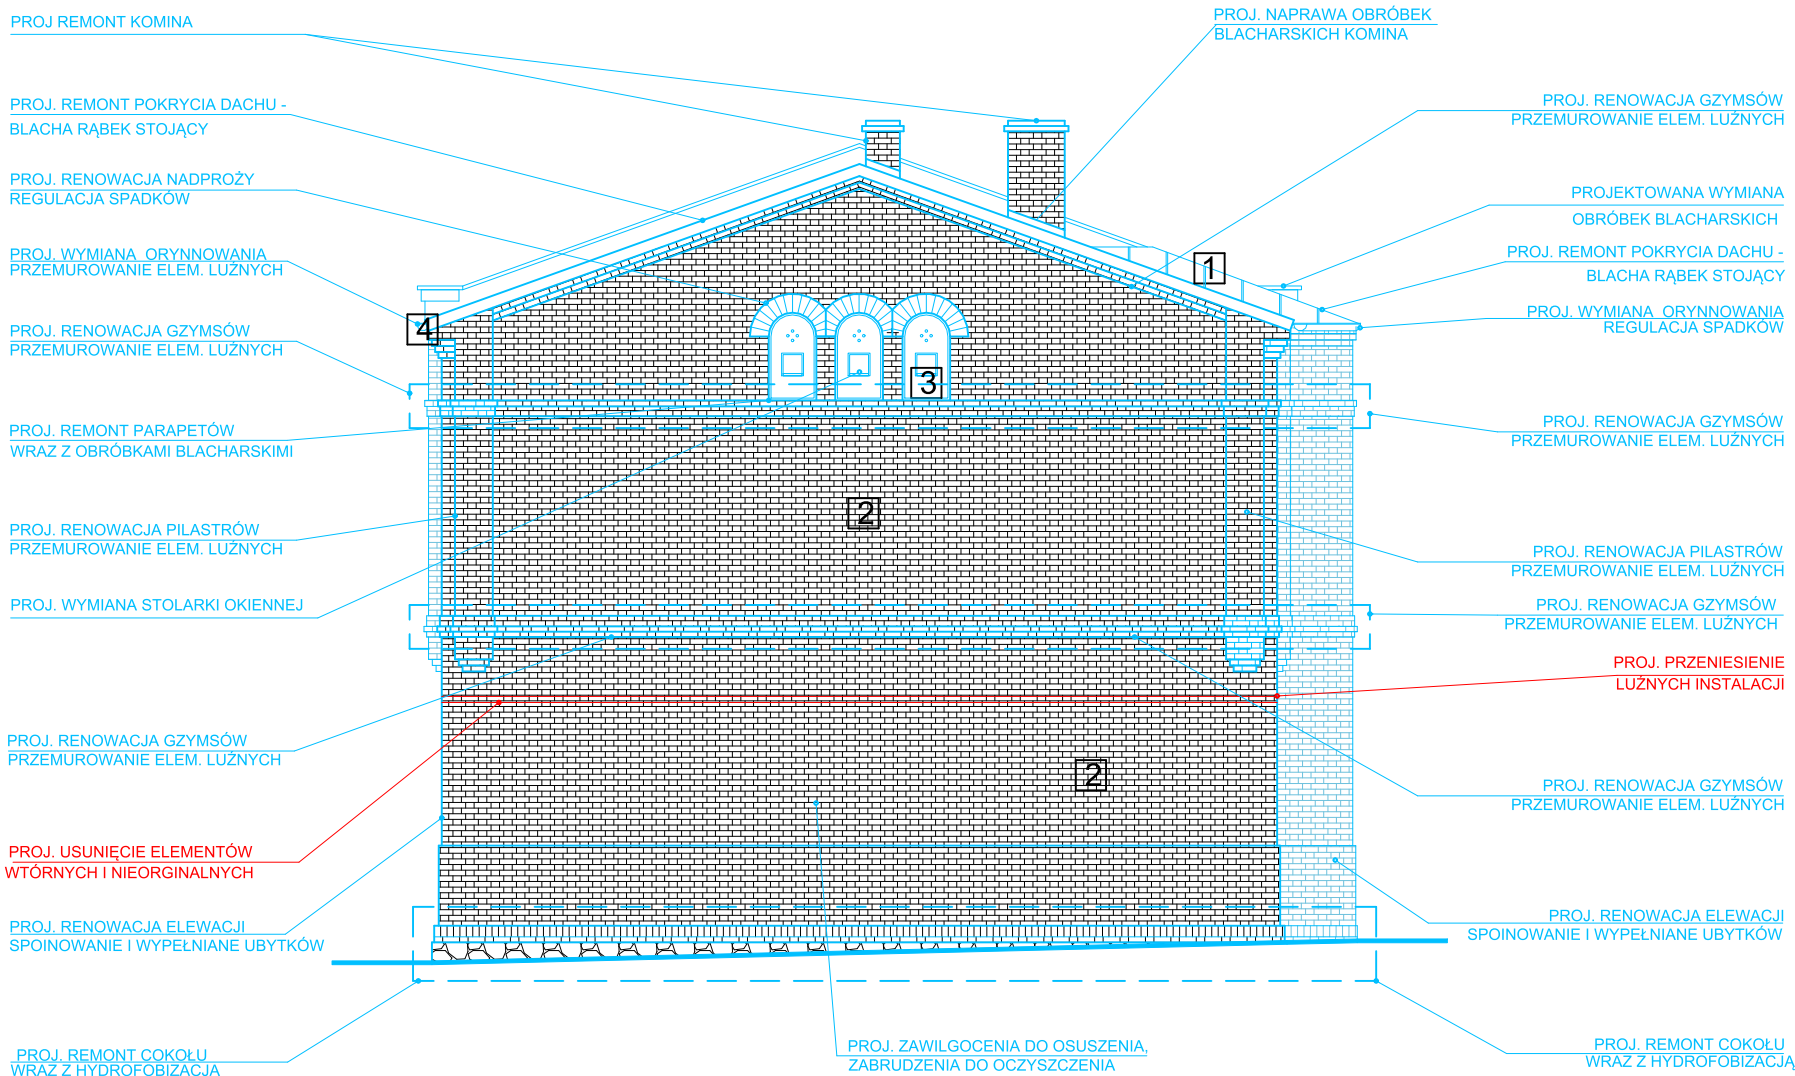 PROJ REMONT KOMINA
PROJ. REMONT POKRYCIA DACHU -
BLACHA RĄBEK STOJĄCY
PROJ. RENOWACJA NADPROŻY
REGULACJA SPADKÓW
PROJ. WYMIANA ORYNNOWANIA
PRZEMUROWANIE ELEM. LUŹNYCH
PROJ. RENOWACJA GZYMSÓW
PRZEMUROWANIE ELEM. LUŹNYCH
PROJ. REMONT PARAPETÓW
WRAZ Z OBRÓBKAMI BLACHARSKIMI
PROJ. RENOWACJA PILASTRÓW
PRZEMUROWANIE ELEM. LUŹNYCH
PROJ. WYMIANA STOLARKI OKIENNEJ
PROJ. RENOWACJA GZYMSÓW
PRZEMUROWANIE ELEM. LUŹNYCH
PROJ. USUNIĘCIE ELEMENTÓW
WTÓRNYCH I NIEORGINALNYCH
PROJ. RENOWACJA ELEWACJI
SPOINOWANIE I WYPEŁNIANE UBYTKÓW
PROJ. REMONT COKOŁU
WRAZ Z HYDROFOBIZACJĄ
4
3
2
2
1
PROJ. ZAWILGOCENIA DO OSUSZENIA,
ZABRUDZENIA DO OCZYSZCZENIA
PROJ. NAPRAWA OBRÓBEK
BLACHARSKICH KOMINA
PROJ. RENOWACJA GZYMSÓW
PRZEMUROWANIE ELEM. LUŹNYCH
PROJEKTOWANA WYMIANA
OBRÓBEK BLACHARSKICH
PROJ. REMONT POKRYCIA DACHU -
BLACHA RĄBEK STOJĄCY
PROJ. WYMIANA ORYNNOWANIA
REGULACJA SPADKÓW
PROJ. RENOWACJA GZYMSÓW
PRZEMUROWANIE ELEM. LUŹNYCH
PROJ. RENOWACJA PILASTRÓW
PRZEMUROWANIE ELEM. LUŹNYCH
PROJ. RENOWACJA GZYMSÓW
PRZEMUROWANIE ELEM. LUŹNYCH
PROJ. PRZENIESIENIE
LUŹNYCH INSTALACJI
PROJ. RENOWACJA GZYMSÓW
PRZEMUROWANIE ELEM. LUŹNYCH
PROJ. RENOWACJA ELEWACJI
SPOINOWANIE I WYPEŁNIANE UBYTKÓW
PROJ. REMONT COKOŁU
WRAZ Z HYDROFOBIZACJĄ